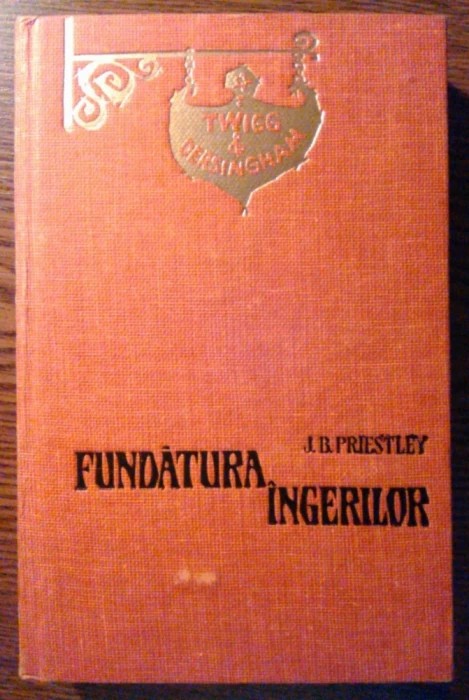 TWIGG
&
DERSINGHAM
J. B. PRIESTLEY
FUNDĂTURA
ÎNGERILOR